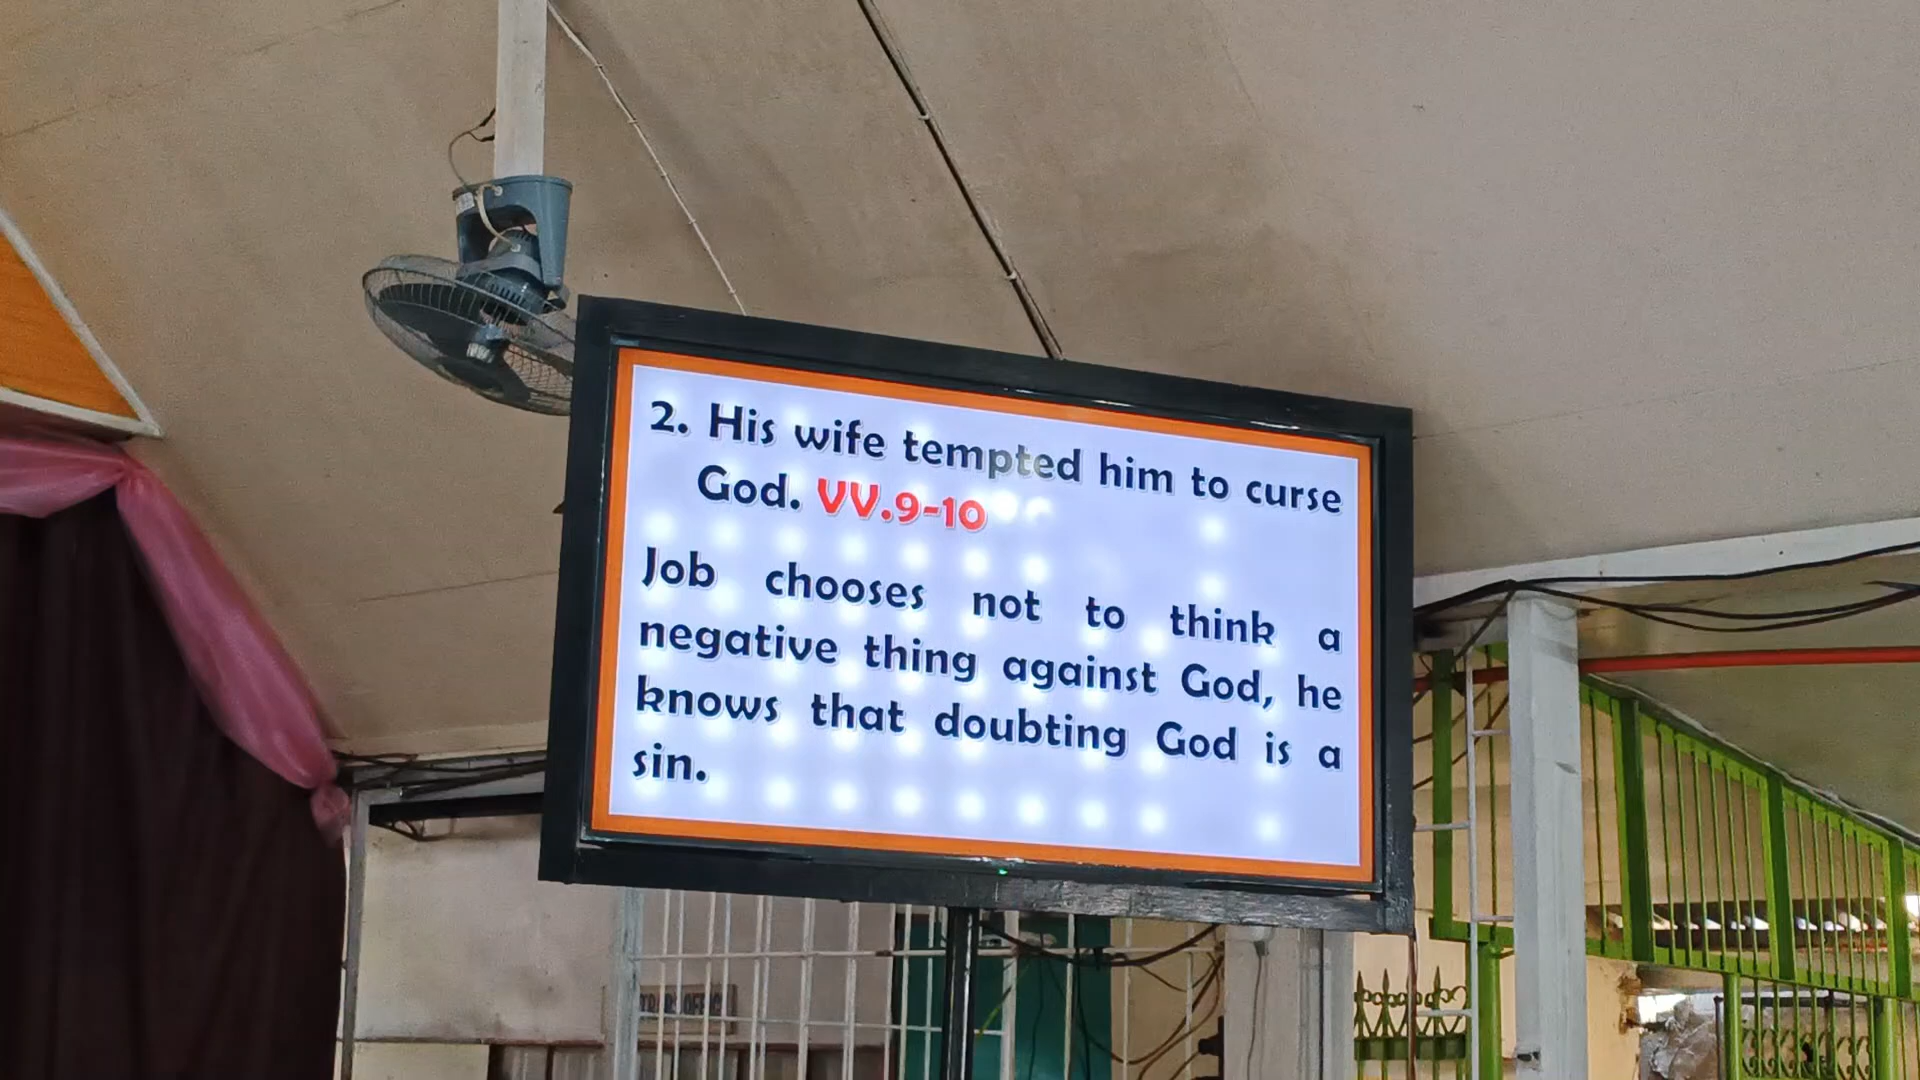 2. His wife tempted him to curse
God. VV.9-10
Job chooses not to think a
negative thing against God, he
knows that doubting God is a
sin.